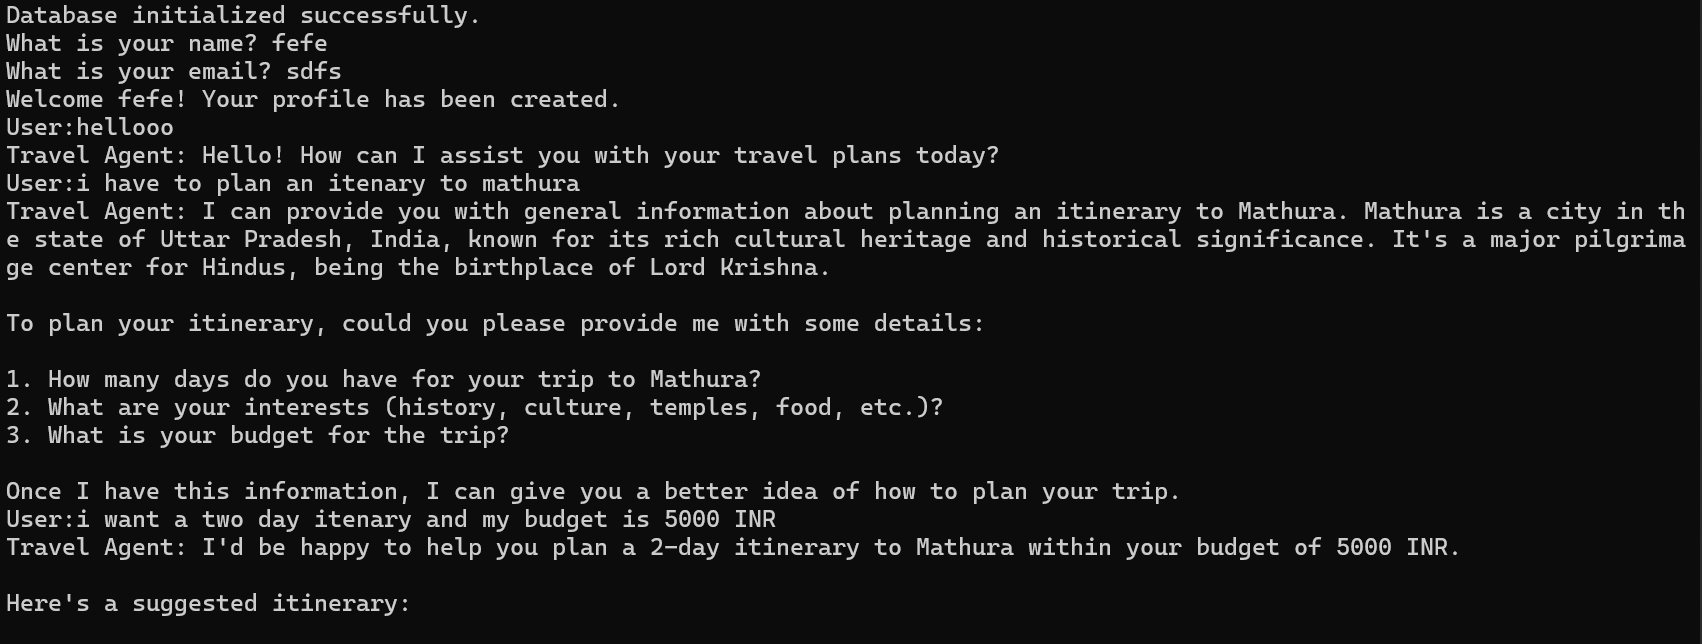 Database initialized successfully.
What is your name? fefe
What is your email? sdfs
Welcome fefe! Your profile has been created.
User:hellooo
Travel Agent: Hello! How can I assist you with your travel plans today?
User:i have to plan an itenary to mathura
Travel Agent: I can provide you with general information about planning an itinerary to Mathura. Mathura is a city in th
e state of Uttar Pradesh, India, known for its rich cultural heritage and historical significance. It's a major pilgrima
ge center for Hindus, being the birthplace of Lord Krishna.

To plan your itinerary, could you please provide me with some details:

1. How many days do you have for your trip to Mathura?
2. What are your interests (history, culture, temples, food, etc.)?
3. What is your budget for the trip?

Once I have this information, I can give you a better idea of how to plan your trip.
User:i want a two day itenary and my budget is 5000 INR
Travel Agent: I'd be happy to help you plan a 2-day itinerary to Mathura within your budget of 5000 INR.

Here's a suggested itinerary: